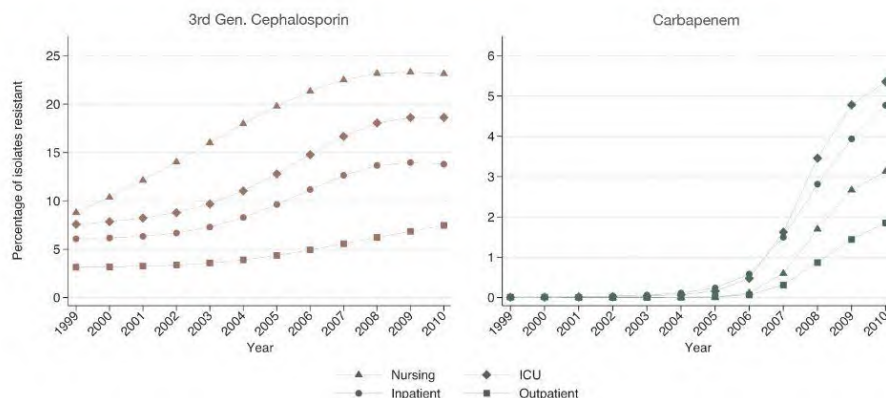 3rd Gen. Cephalosporin
Carbapenem
Percentage of isolates resistant
25
20
15
10
5
0
6
5
4
3
2
1
0
1999 2000 2001 2002 2003 2004 2005 2006 2007 2008 2009 2010
1999 2000 2001 2002 2003 2004 2005 2006 2007 2008 2009 2010
Year
Year
Nursing
ICU
Inpatient
Outpatient